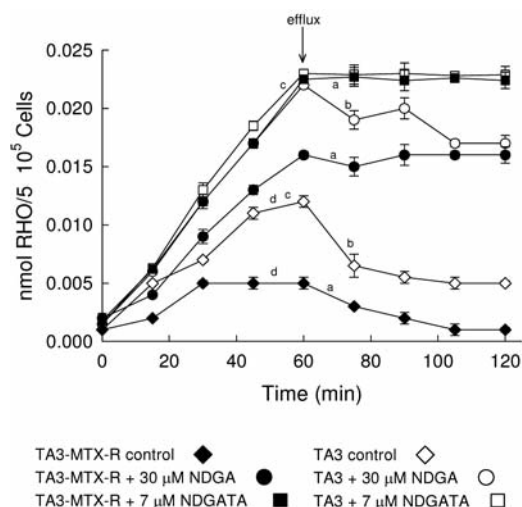 efflux
0.025
0.020
0.015
0.010
0.005
0.000
nmol RHO/5 10⁵ Cells
c
a
b
a
d c
b
d
a
0 20 40 60 80 100 120
Time (min)
TA3-MTX-R control TA3 control
TA3-MTX-R + 30 μM NDGA TA3 + 30 μM NDGA
TA3-MTX-R + 7 μM NDGATA TA3 + 7 μM NDGATA